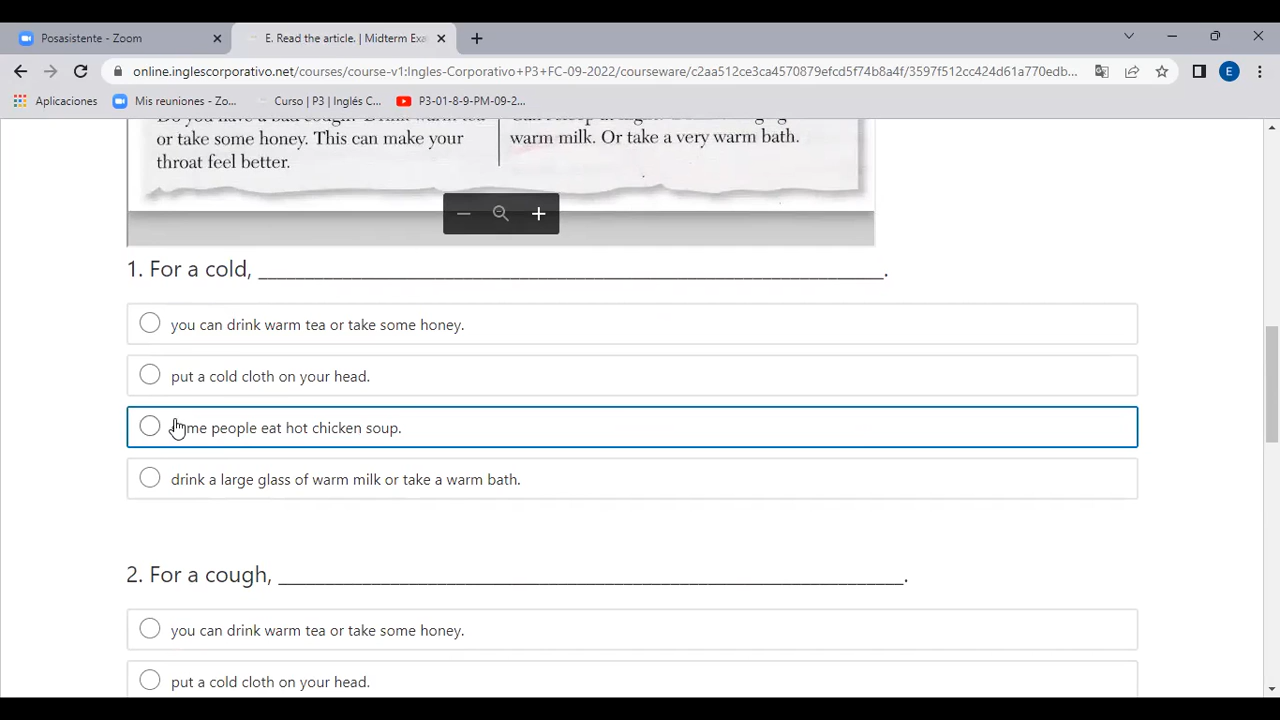 Posasistente - Zoom
E. Read the article. | Midterm Exa
online.inglescorporativo.net/courses/course-v1:Ingles-Corporativo+P3+FC-09-2022/courseware/c2aa512ce3ca4570879efcd5f74b8a4f/3597f512cc424d61a770edb...
E
Aplicaciones
Mis reuniones - Zo...
Curso | P3 | Inglés C...
P3-01-8-9-PM-09-2...
or take some honey. This can make your
throat feel better.
warm milk. Or take a very warm bath.
1. For a cold, ______________________________________________________.
you can drink warm tea or take some honey.
put a cold cloth on your head.
me people eat hot chicken soup.
drink a large glass of warm milk or take a warm bath.
2. For a cough, ______________________________________________________.
you can drink warm tea or take some honey.
put a cold cloth on your head.